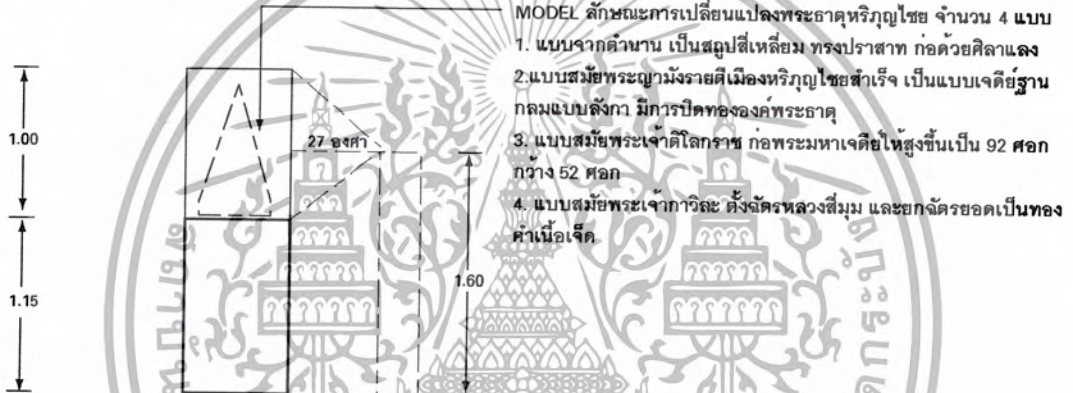 MODEL ลักษณะการเปลี่ยนแปลงพระธาตุหริภุญไชย จำนวน 4 แบบ
1. แบบจากตำนาน เป็นสถูปสี่เหลี่ยม ทรงปราสาท ก่อด้วยศิลาแลง
2.แบบสมัยพระญามังรายตีเมืองหริภุญไชยสำเร็จ เป็นแบบเจดีย์ฐาน
กลมแบบลังกา มีการปิดทององค์พระธาตุ
3. แบบสมัยพระเจ้าติโลกราช ก่อพระมหาเจดีย์ให้สูงขึ้นเป็น 92 ศอก
กว้าง 52 ศอก
4. แบบสมัยพระเจ้ากาวิละ ตั้งฉัตรหลวงสี่มุม และยกฉัตรยอดเป็นทอง
คำเนื้อเจ็ด
1.00
27 องศา
1.15
1.60